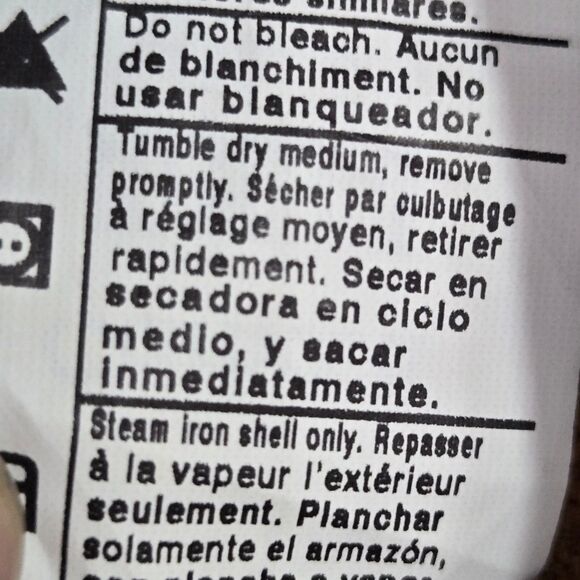 similares.
Do not bleach. Aucun
de blanchiment. No
usar blanqueador.
Tumble dry medium, remove
promptly. Sécher par culbutage
à réglage moyen, retirer
rapidement. Secar en
secadora en ciclo
medio, y sacar
inmediatamente.
Steam iron shell only. Repasser
à la vapeur l'extérieur
seulement. Planchar
solamente el armazón,